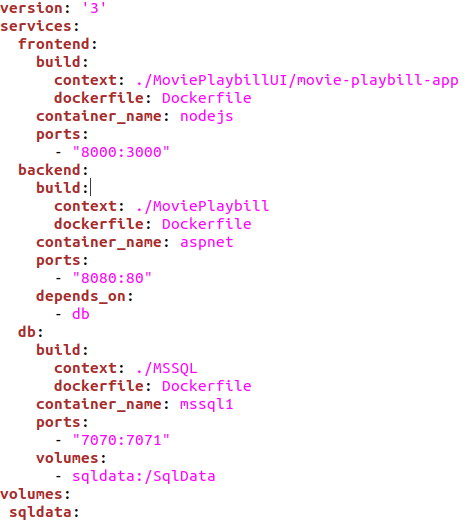 version: '3'
services:
  frontend:
    build:
      context: ./MoviePlaybillUI/movie-playbill-app
      dockerfile: Dockerfile
    container_name: nodejs
    ports:
      - "8000:3000"
  backend:
    build:
      context: ./MoviePlaybill
      dockerfile: Dockerfile
    container_name: aspnet
    ports:
      - "8080:80"
    depends_on:
      - db
  db:
    build:
      context: ./MSSQL
      dockerfile: Dockerfile
    container_name: mssql1
    ports:
      - "7070:7071"
    volumes:
      - sqldata:/SqlData
volumes:
 sqldata: